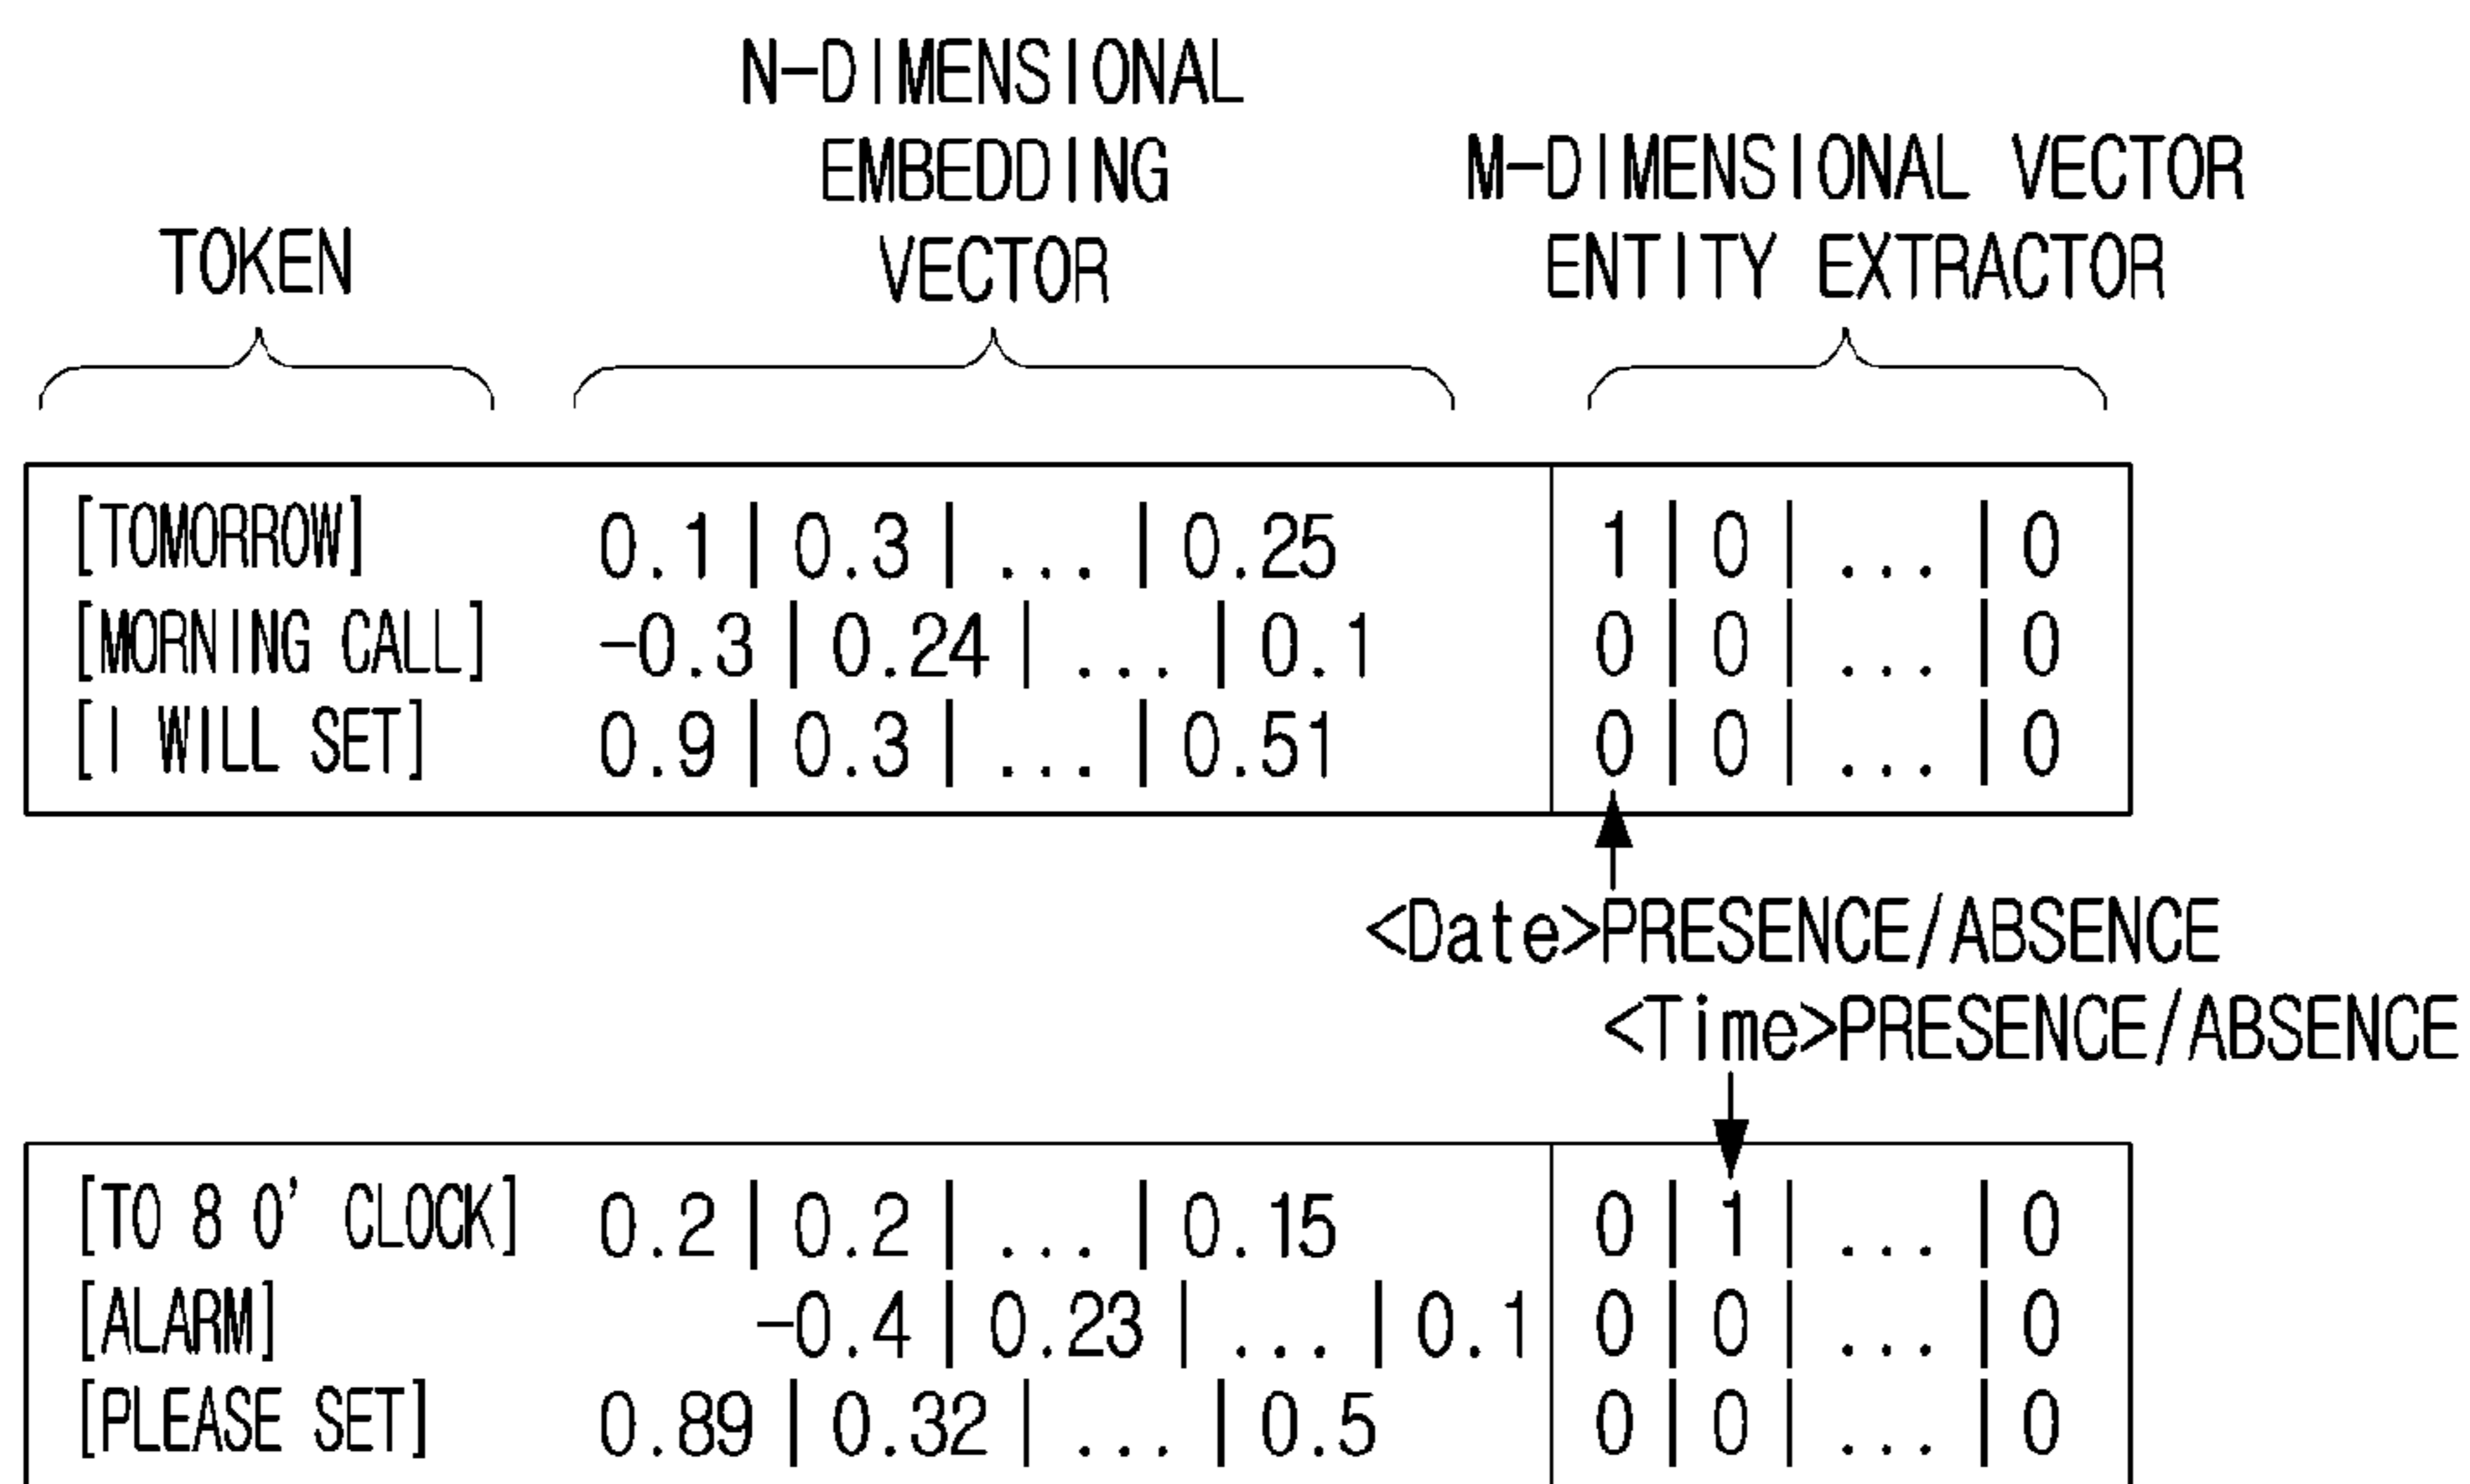 N-DIMENSIONAL
EMBEDDING
VECTOR
M-DIMENSIONAL VECTOR
ENTITY EXTRACTOR
TOKEN
[TOMORROW] 0.1|0.3|...|0.25 1|0|...|0
[MORNING CALL] -0.3|0.24|...|0.1 0|0|...|0
[I WILL SET] 0.9|0.3|...|0.51 0|0|...|0
<Date>PRESENCE/ABSENCE
<Time>PRESENCE/ABSENCE
[TO 8 O' CLOCK] 0.2|0.2|...|0.15 0|1|...|0
[ALARM] -0.4|0.23|...|0.1 0|0|...|0
[PLEASE SET] 0.89|0.32|...|0.5 0|0|...|0